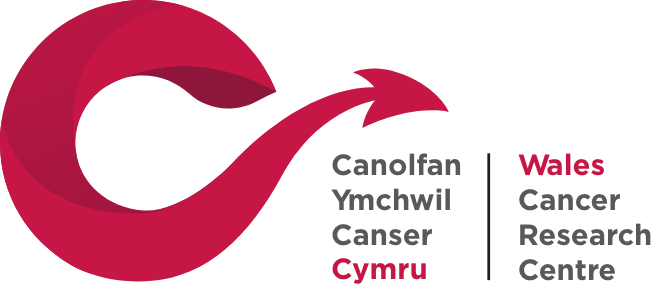 Canolfan
Ymchwil
Canser
Cymru
Wales
Cancer
Research
Centre